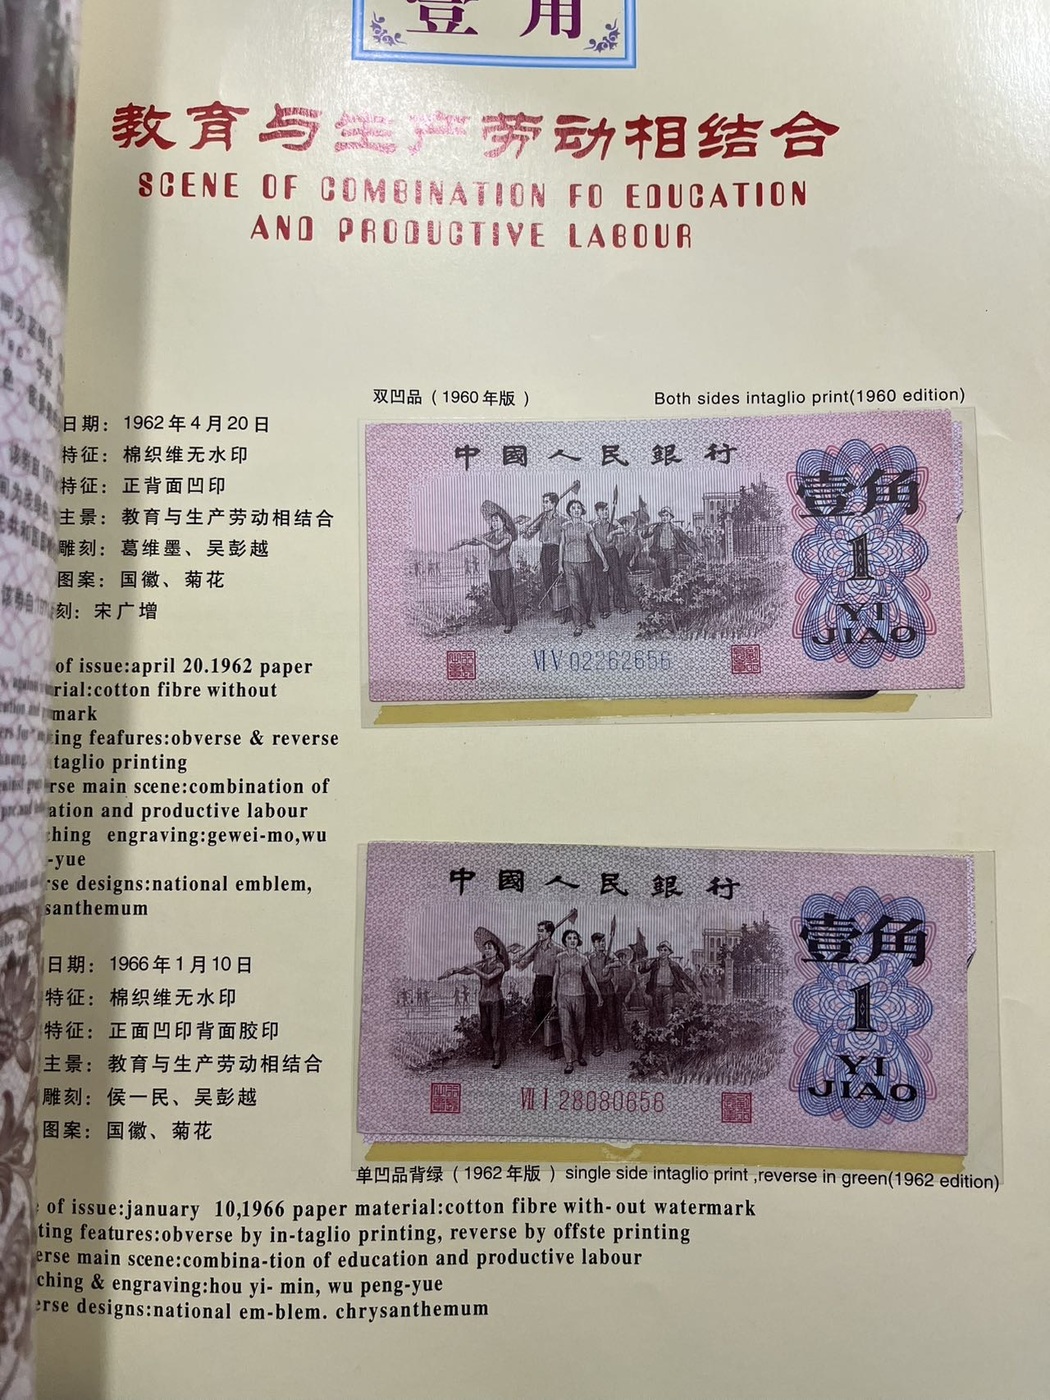 壹角
教育与生产劳动相结合
SCENE OF COMBINATION FO EDUCATION
AND PRODUCTIVE LABOUR
双凹品（1960年版） Both sides intaglio print(1960 edition)
日期：1962年4月20日
特征：棉织维无水印
特征：正背面凹印
主景：教育与生产劳动相结合
雕刻：葛维墨、吴彭越
图案：国徽、菊花
刻：宋广增
of issue:april 20.1962 paper
rial:cotton fibre without
mark
ing feafures:obverse & reverse
taglio printing
rse main scene:combination of
ation and productive labour
hing engraving:gewei-mo,wu
-yue
rse designs:national emblem,
santhemum
中國人民銀行
壹角
1
YI
JIAO
VI V 02262656
中國人民銀行
壹角
1
YI
JIAO
VII I 28080656
单凹品背绿（1962年版）single side intaglio print ,reverse in green(1962 edition)
日期：1966年1月10日
特征：棉织维无水印
特征：正面凹印背面胶印
主景：教育与生产劳动相结合
雕刻：侯一民、吴彭越
图案：国徽、菊花
of issue:january 10,1966 paper material:cotton fibre with-out watermark
ting features:obverse by in-taglio printing, reverse by offste printing
erse main scene:combina-tion of education and productive labour
ching & engraving:hou yi- min, wu peng-yue
erse designs:national em-blem. chrysanthemum